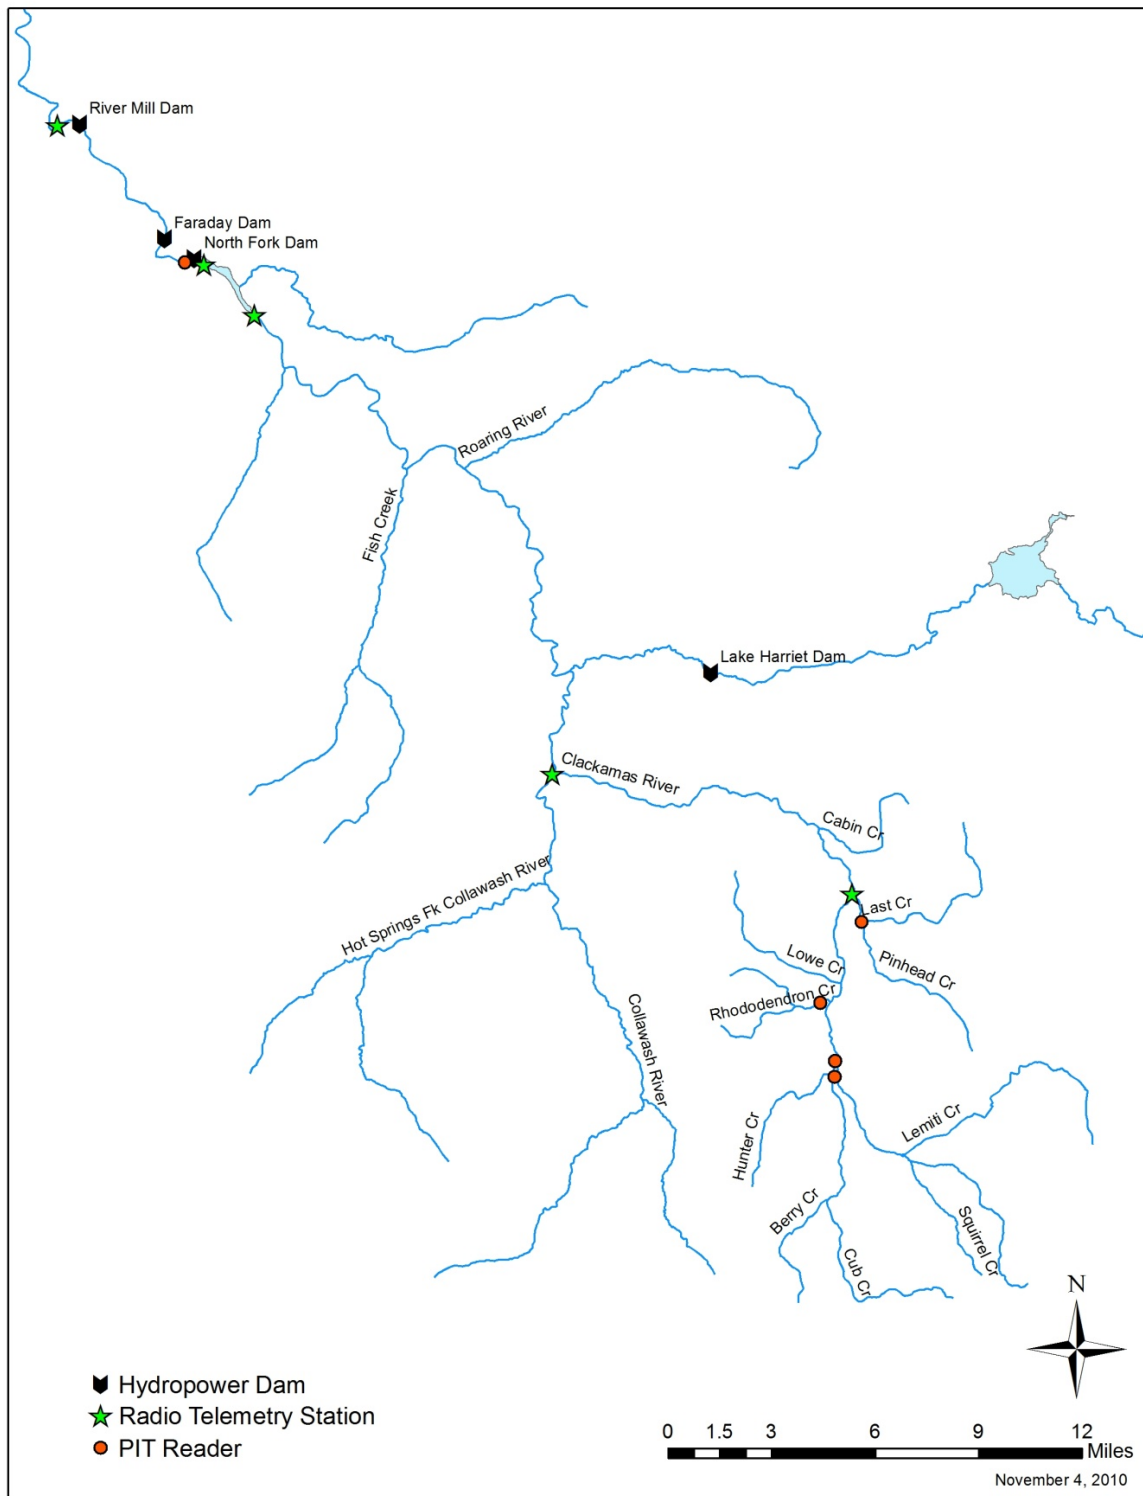 River Mill Dam
Faraday Dam
North Fork Dam
Roaring River
Fish Creek
Lake Harriet Dam
Clackamas River
Cabin Cr
Hot Springs Fk Collawash River
Last Cr
Lowe Cr
Pinhead Cr
Rhododendron Cr
Collawash River
Lemiti Cr
Hunter Cr
Berry Cr
Squirrel Cr
Cub Cr
N
Hydropower Dam
Radio Telemetry Station
PIT Reader
0 1.5 3 6 9 12
Miles
November 4, 2010